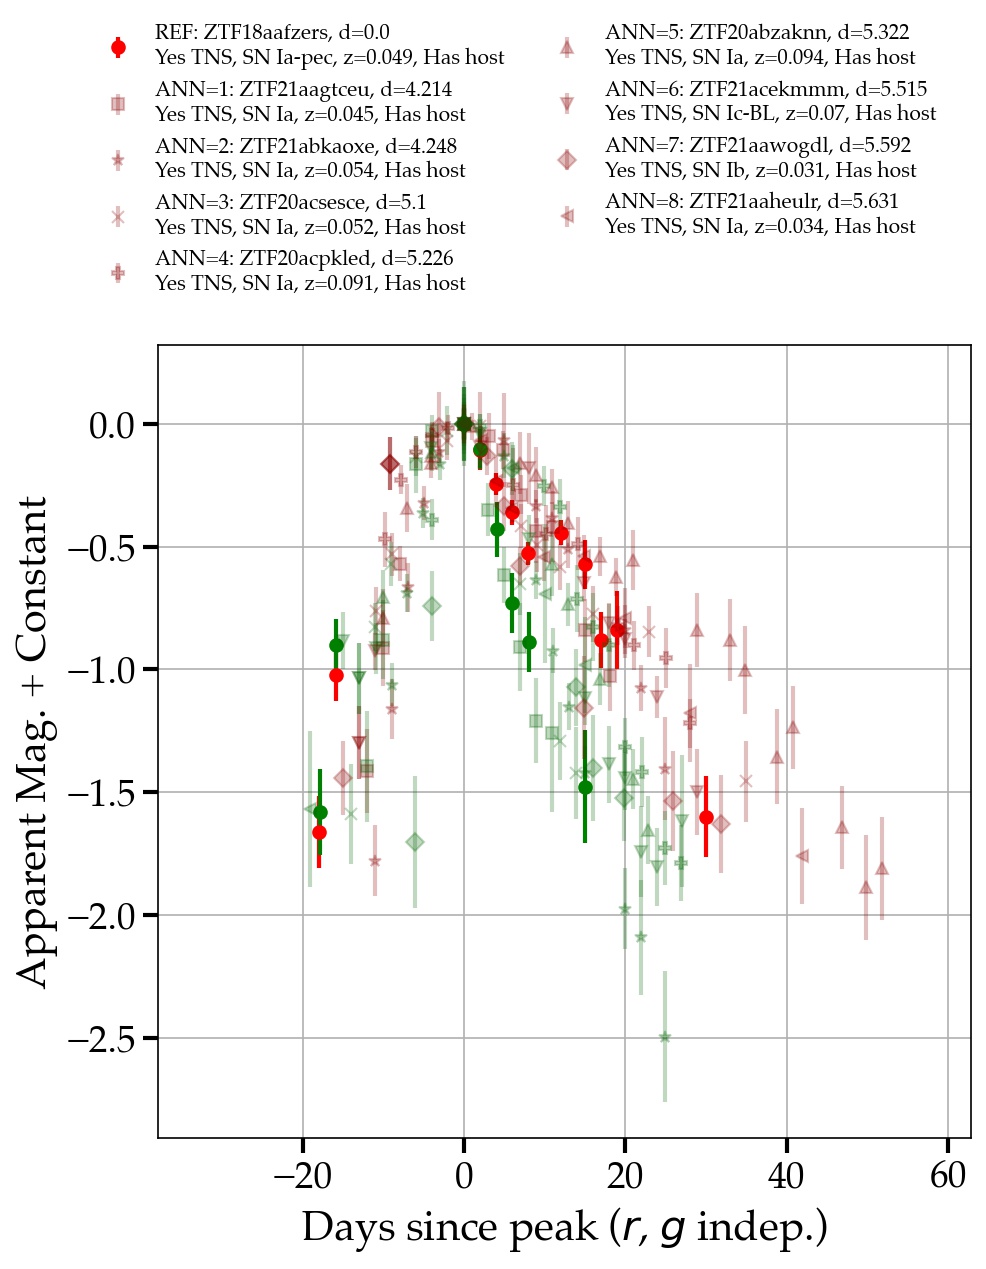 REF: ZTF18aafzers, d=0.0
Yes TNS, SN Ia-pec, z=0.049, Has host
ANN=1: ZTF21aagtceu, d=4.214
Yes TNS, SN Ia, z=0.045, Has host
ANN=2: ZTF21abkaoxe, d=4.248
Yes TNS, SN Ia, z=0.054, Has host
ANN=3: ZTF20acsesce, d=5.1
Yes TNS, SN Ia, z=0.052, Has host
ANN=4: ZTF20acpkled, d=5.226
Yes TNS, SN Ia, z=0.091, Has host
ANN=5: ZTF20abzaknn, d=5.322
Yes TNS, SN Ia, z=0.094, Has host
ANN=6: ZTF21acekmmm, d=5.515
Yes TNS, SN Ic-BL, z=0.07, Has host
ANN=7: ZTF21aawogdl, d=5.592
Yes TNS, SN Ib, z=0.031, Has host
ANN=8: ZTF21aaheulr, d=5.631
Yes TNS, SN Ia, z=0.034, Has host
Apparent Mag. + Constant
0.0
−0.5
−1.0
−1.5
−2.0
−2.5
−20 0 20 40 60
Days since peak (r, g indep.)